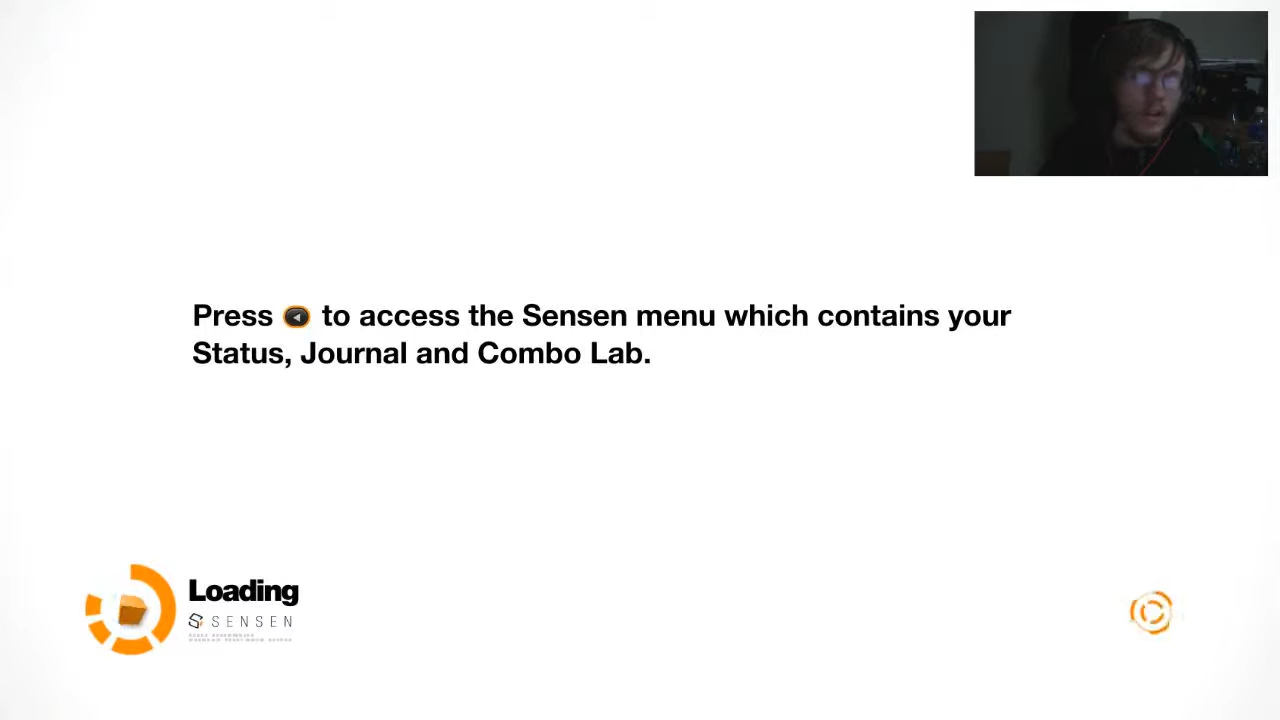 Press to access the Sensen menu which contains your
Status, Journal and Combo Lab.
Loading
SENSEN